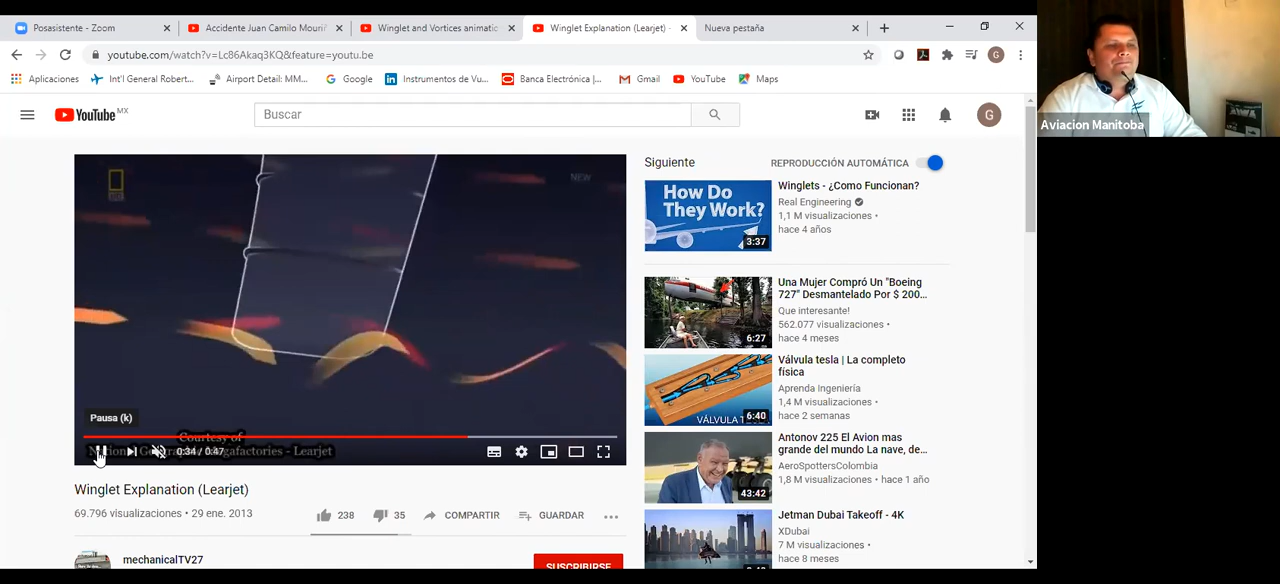 Posasistente - Zoom
Accidente Juan Camilo Mouri
Winglet and Vortices animatic
Winglet Explanation (Learjet) -
Nueva pestaña
youtube.com/watch?v=Lc86Akaq3KQ&feature=youtu.be
G
Aplicaciones
Int'l General Robert...
Airport Detail: MM...
Google
Instrumentos de Vu...
Banca Electrónica |...
Gmail
YouTube
Maps
YouTube MX
Buscar
G
Aviacion Manitoba
NEW
Pausa (k)
Courtesy of
National Geographic Megafactories - Learjet
0:34 / 0:47
Winglet Explanation (Learjet)
69.796 visualizaciones • 29 ene. 2013
238
35
COMPARTIR
GUARDAR
mechanicalTV27
SUSCRIBIRSE
Siguiente
REPRODUCCIÓN AUTOMÁTICA
How Do
They Work?
3:37
Winglets - ¿Como Funcionan?
Real Engineering
1,1 M visualizaciones •
hace 4 años
6:27
Una Mujer Compró Un "Boeing
727" Desmantelado Por $ 200...
Que interesante!
562.077 visualizaciones •
hace 4 meses
VÁLVULA T
6:40
Válvula tesla | La completo
física
Aprenda Ingeniería
1,4 M visualizaciones •
hace 2 semanas
43:42
Antonov 225 El Avion mas
grande del mundo La nave, de...
AeroSpottersColombia
1,8 M visualizaciones • hace 1 año
Jetman Dubai Takeoff - 4K
XDubai
7 M visualizaciones •
hace 8 meses